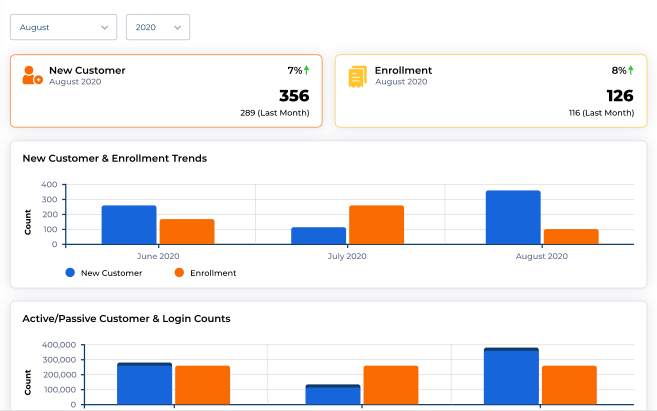 August
2020
New Customer
August 2020
7%
356
289 (Last Month)
Enrollment
August 2020
8%
126
116 (Last Month)
New Customer & Enrollment Trends
400
300
200
100
0
Count
June 2020
July 2020
August 2020
New Customer
Enrollment
Active/Passive Customer & Login Counts
400,000
300,000
200,000
100,000
0
Count